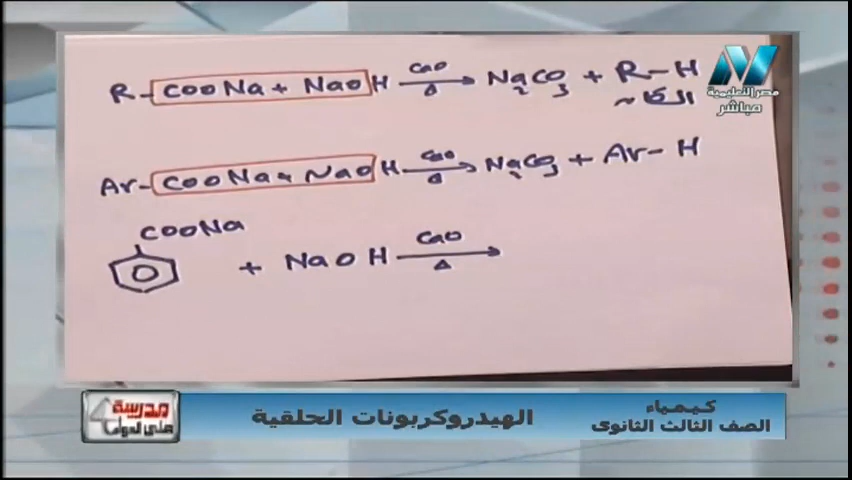 R-COONa + NaOH CaO Δ → Na2CO3 + R-H
الكان
مصر التعليمية
مباشر
Ar-COONa + NaOH CaO Δ → Na2CO3 + Ar-H
COONa
+ NaOH CaO Δ →
مدرسة
على الهواء
الهيدروكربونات الحلقية
كـيـمـيـاء
الصف الثالث الثانوى